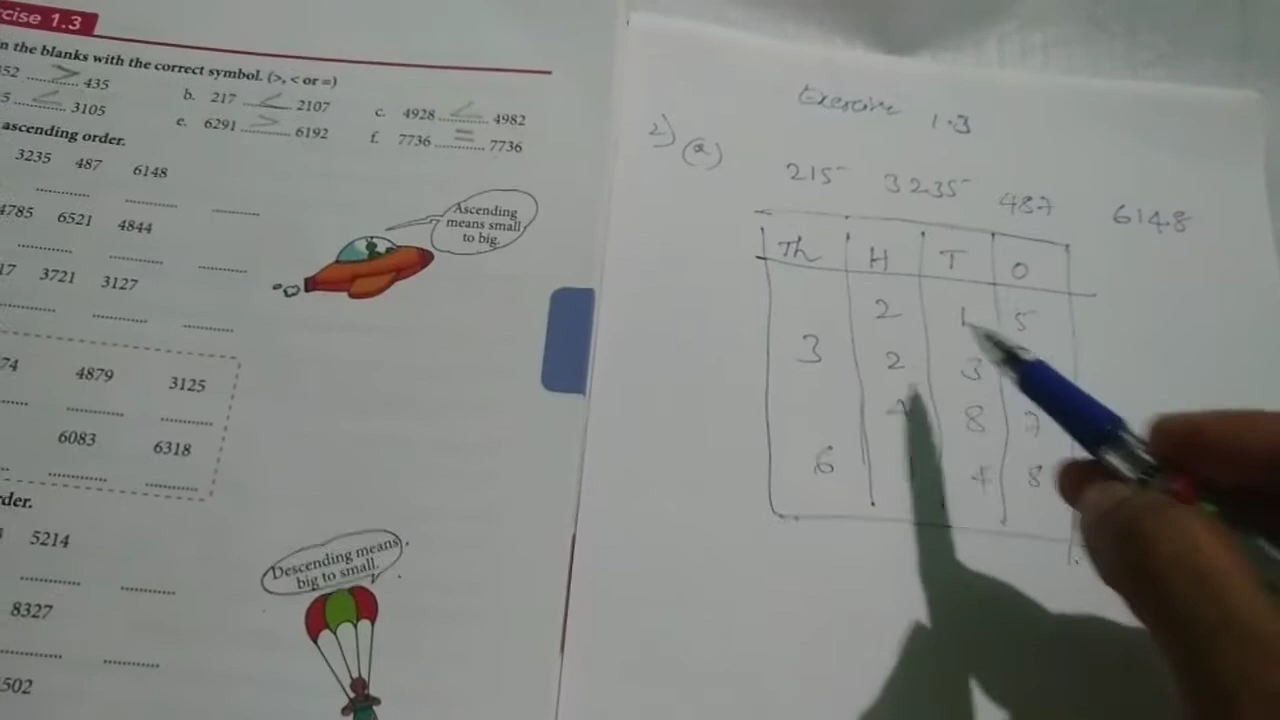 cise 1.3
n the blanks with the correct symbol. (>, < or =)
52 > 435
b. 217 < 2107
c. 4928 < 4982
5 < 3105
e. 6291 > 6192
f. 7736 = 7736
ascending order.
3235 487 6148
4785 6521 4844
17 3721 3127
74 4879 3125
6083 6318
der.
5214
8327
502
Ascending
means small
to big.
Descending means
big to small.
Exercise 1.3
2) (a)
215 3235 487 6148
Th H T O
2 1 5
3 2 3
4 8 7
6 4 8